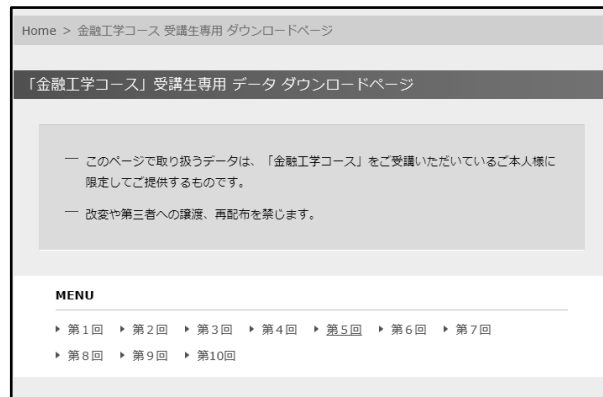 Home > 金融工学コース 受講生専用 ダウンロードページ
「金融工学コース」受講生専用 データ ダウンロードページ
― このページで取り扱うデータは、「金融工学コース」をご受講いただいているご本人様に
限定してご提供するものです。
― 改変や第三者への譲渡、再配布を禁じます。
MENU
▸ 第1回 ▸ 第2回 ▸ 第3回 ▸ 第4回 ▸ 第5回 ▸ 第6回 ▸ 第7回
▸ 第8回 ▸ 第9回 ▸ 第10回